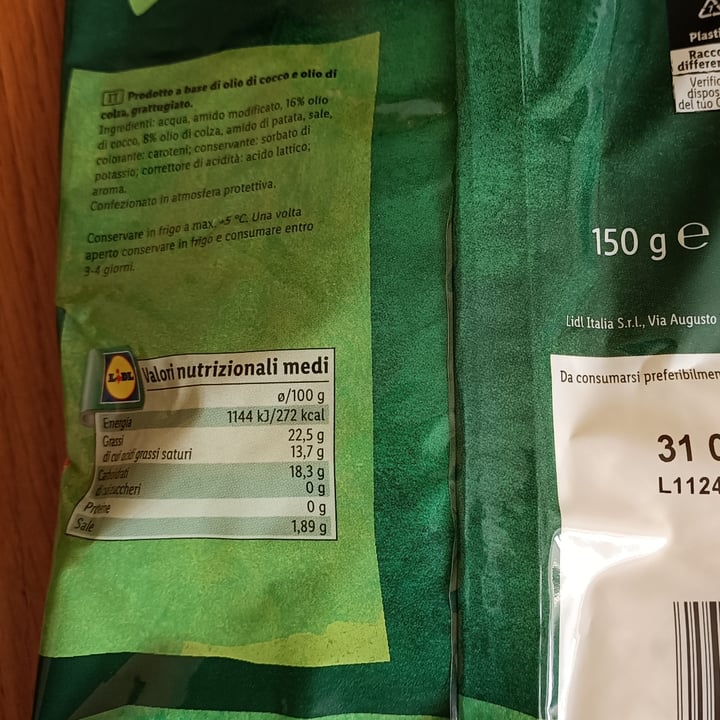 IT Prodotto a base di olio di cocco e olio di
colza, grattugiato.
Ingredienti: acqua, amido modificato, 16% olio
di cocco, 8% olio di colza, amido di patata, sale,
colorante: caroteni; conservante: sorbato di
potassio; correttore di acidità: acido lattico;
aroma.
Confezionato in atmosfera protettiva.
Conservare in frigo a max. +5 °C. Una volta
aperto conservare in frigo e consumare entro
3-4 giorni.
LIDL Valori nutrizionali medi
ø/100 g
Energia 1144 kJ/272 kcal
Grassi 22,5 g
di cui acidi grassi saturi 13,7 g
Carboidrati 18,3 g
di cui zuccheri 0 g
Proteine 0 g
Sale 1,89 g
Plasti
Racco
differen
Verific
dispos
del tuo C
150 g e
Lidl Italia S.r.l., Via Augusto
Da consumarsi preferibilmen
31 0
L1124